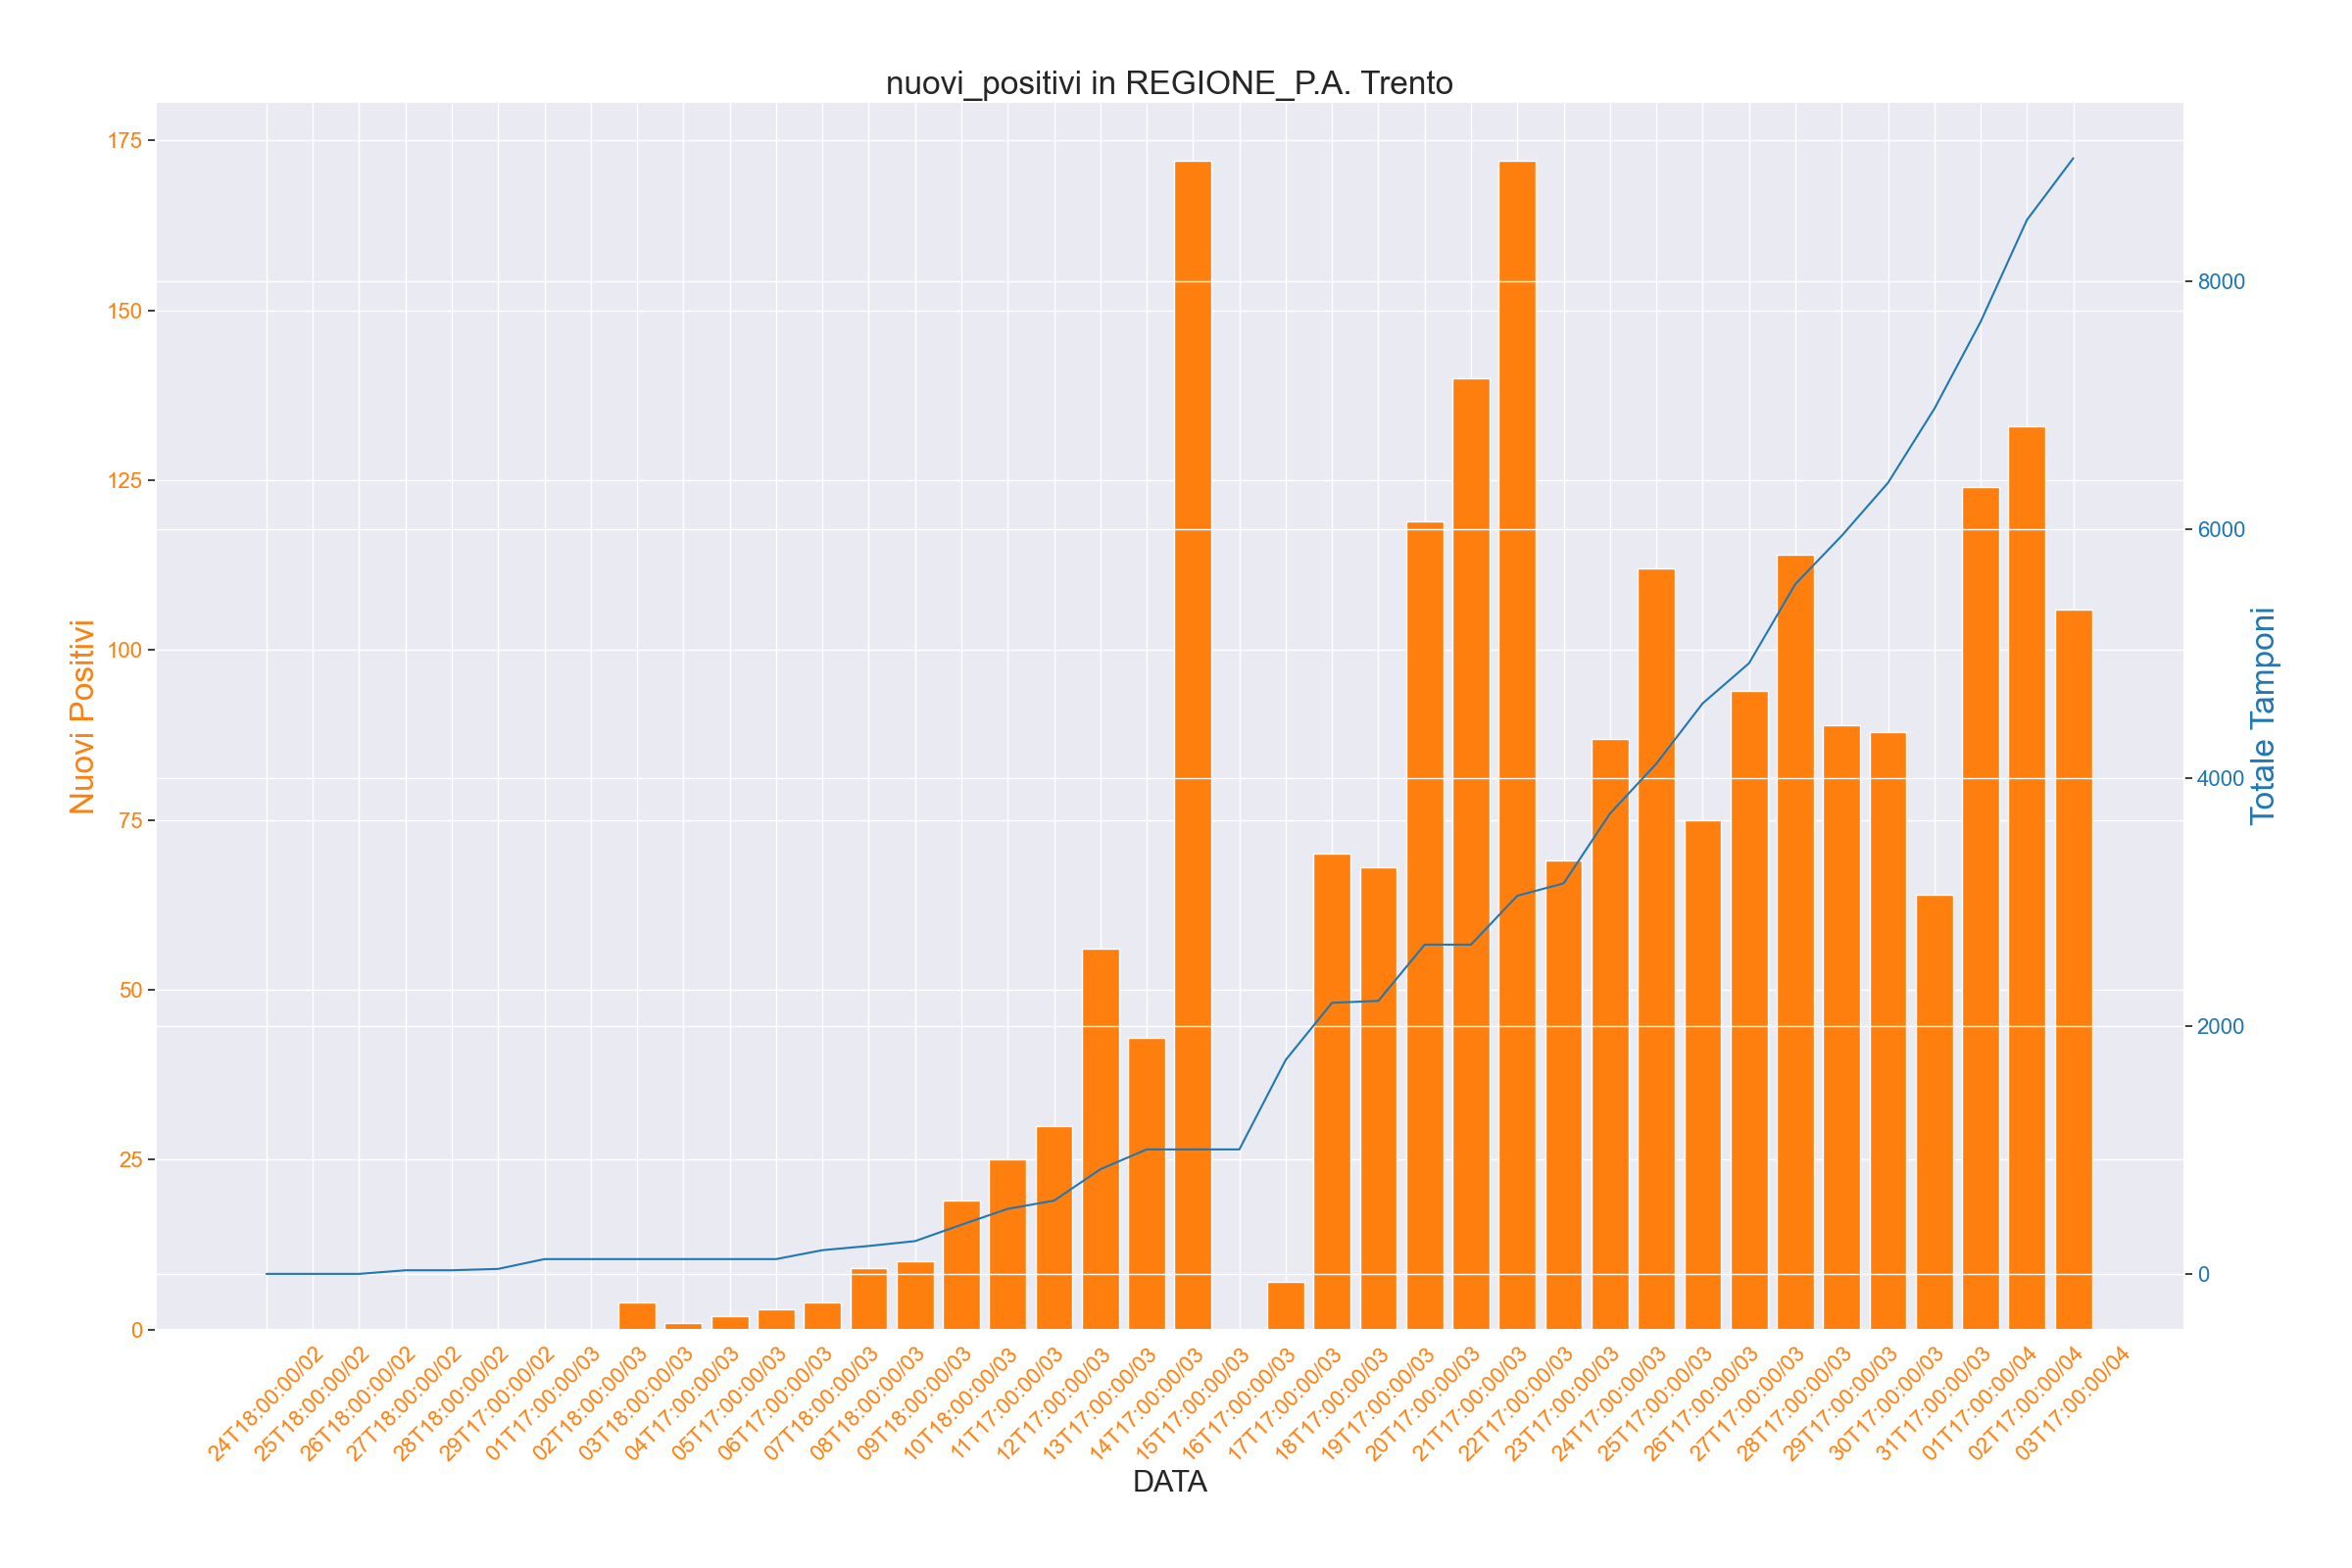 nuovi_positivi in REGIONE_P.A. Trento
175
150
125
100
75
50
25
0
Nuovi Positivi
8000
6000
4000
2000
0
Totale Tamponi
24T18:00:00/02
25T18:00:00/02
26T18:00:00/02
27T18:00:00/02
28T18:00:00/02
29T17:00:00/02
01T17:00:00/03
02T18:00:00/03
03T18:00:00/03
04T17:00:00/03
05T17:00:00/03
06T17:00:00/03
07T18:00:00/03
08T18:00:00/03
09T18:00:00/03
10T18:00:00/03
11T17:00:00/03
12T17:00:00/03
13T17:00:00/03
14T17:00:00/03
15T17:00:00/03
16T17:00:00/03
17T17:00:00/03
18T17:00:00/03
19T17:00:00/03
20T17:00:00/03
21T17:00:00/03
22T17:00:00/03
23T17:00:00/03
24T17:00:00/03
25T17:00:00/03
26T17:00:00/03
27T17:00:00/03
28T17:00:00/03
29T17:00:00/03
30T17:00:00/03
31T17:00:00/03
01T17:00:00/04
02T17:00:00/04
03T17:00:00/04
DATA